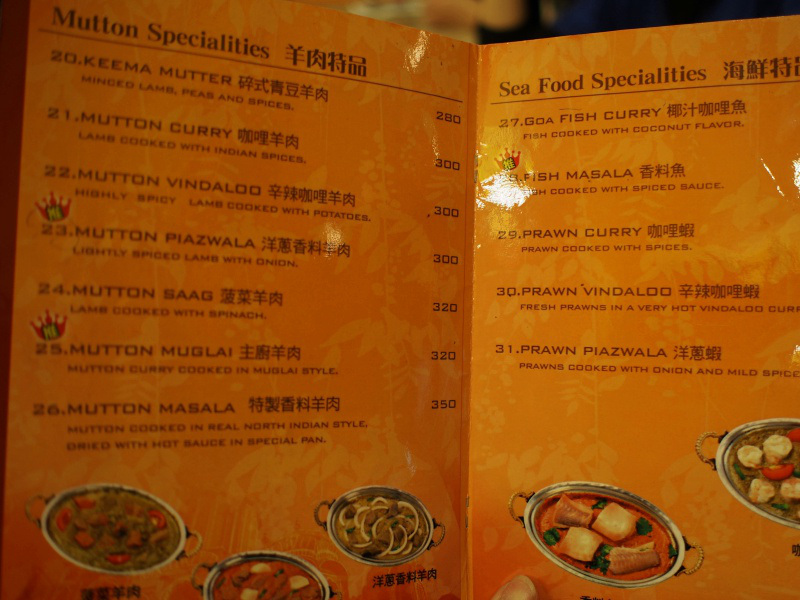 Mutton Specialities 羊肉特品
20.KEEMA MUTTER 碎式青豆羊肉
MINCED LAMB, PEAS AND SPICES.
280
21.MUTTON CURRY 咖哩羊肉
LAMB COOKED WITH INDIAN SPICES.
300
22.MUTTON VINDALOO 辛辣咖哩羊肉
HIGHLY SPICY LAMB COOKED WITH POTATOES.
300
23.MUTTON PIAZWALA 洋蔥香料羊肉
LIGHTLY SPICED LAMB WITH ONION.
300
24.MUTTON SAAG 菠菜羊肉
LAMB COOKED WITH SPINACH.
320
25.MUTTON MUGLAI 主廚羊肉
MUTTON CURRY COOKED IN MUGLAI STYLE.
320
26.MUTTON MASALA 特製香料羊肉
MUTTON COOKED IN REAL NORTH INDIAN STYLE,
DRIED WITH HOT SAUCE IN SPECIAL PAN.
350
菠菜羊肉
洋蔥香料羊肉
Sea Food Specialities 海鮮特品
27.GOA FISH CURRY 椰汁咖哩魚
FISH COOKED WITH COCONUT FLAVOR.
FISH MASALA 香料魚
COOKED WITH SPICED SAUCE.
29.PRAWN CURRY 咖哩蝦
PRAWN COOKED WITH SPICES.
30.PRAWN VINDALOO 辛辣咖哩蝦
FRESH PRAWNS IN A VERY HOT VINDALOO CURR
31.PRAWN PIAZWALA 洋蔥蝦
PRAWNS COOKED WITH ONION AND MILD SPICE